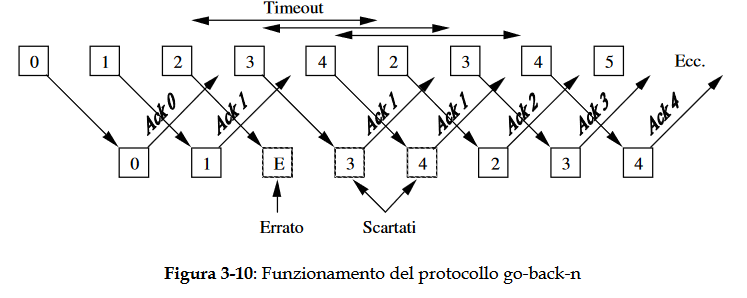 Timeout
0 1 2 3 4 2 3 4 5 Ecc.
Ack 0 Ack 1 Ack 1 Ack 1 Ack 2 Ack 3 Ack 4
0 1 E 3 4 2 3 4
Errato Scartati
Figura 3-10: Funzionamento del protocollo go-back-n